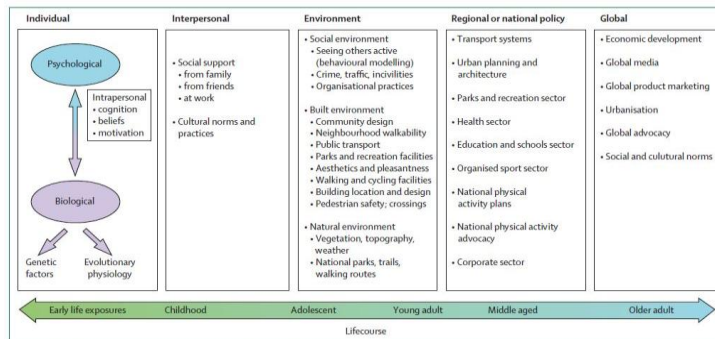 Individual
Psychological
Intrapersonal
• cognition
• beliefs
• motivation
Biological
Genetic
factors
Evolutionary
physiology
Interpersonal
• Social support
• from family
• from friends
• at work
• Cultural norms and
practices
Environment
• Social environment
• Seeing others active
(behavioural modelling)
• Crime, traffic, incivilities
• Organisational practices
• Built environment
• Community design
• Neighbourhood walkability
• Public transport
• Parks and recreation facilities
• Aesthetics and pleasantness
• Walking and cycling facilities
• Building location and design
• Pedestrian safety; crossings
• Natural environment
• Vegetation, topography,
weather
• National parks, trails,
walking routes
Regional or national policy
• Transport systems
• Urban planning and
architecture
• Parks and recreation sector
• Health sector
• Education and schools sector
• Organised sport sector
• National physical
activity plans
• National physical activity
advocacy
• Corporate sector
Global
• Economic development
• Global media
• Global product marketing
• Urbanisation
• Global advocacy
• Social and culutural norms
Early life exposures
Childhood
Adolescent
Young adult
Middle aged
Older adult
Lifecourse